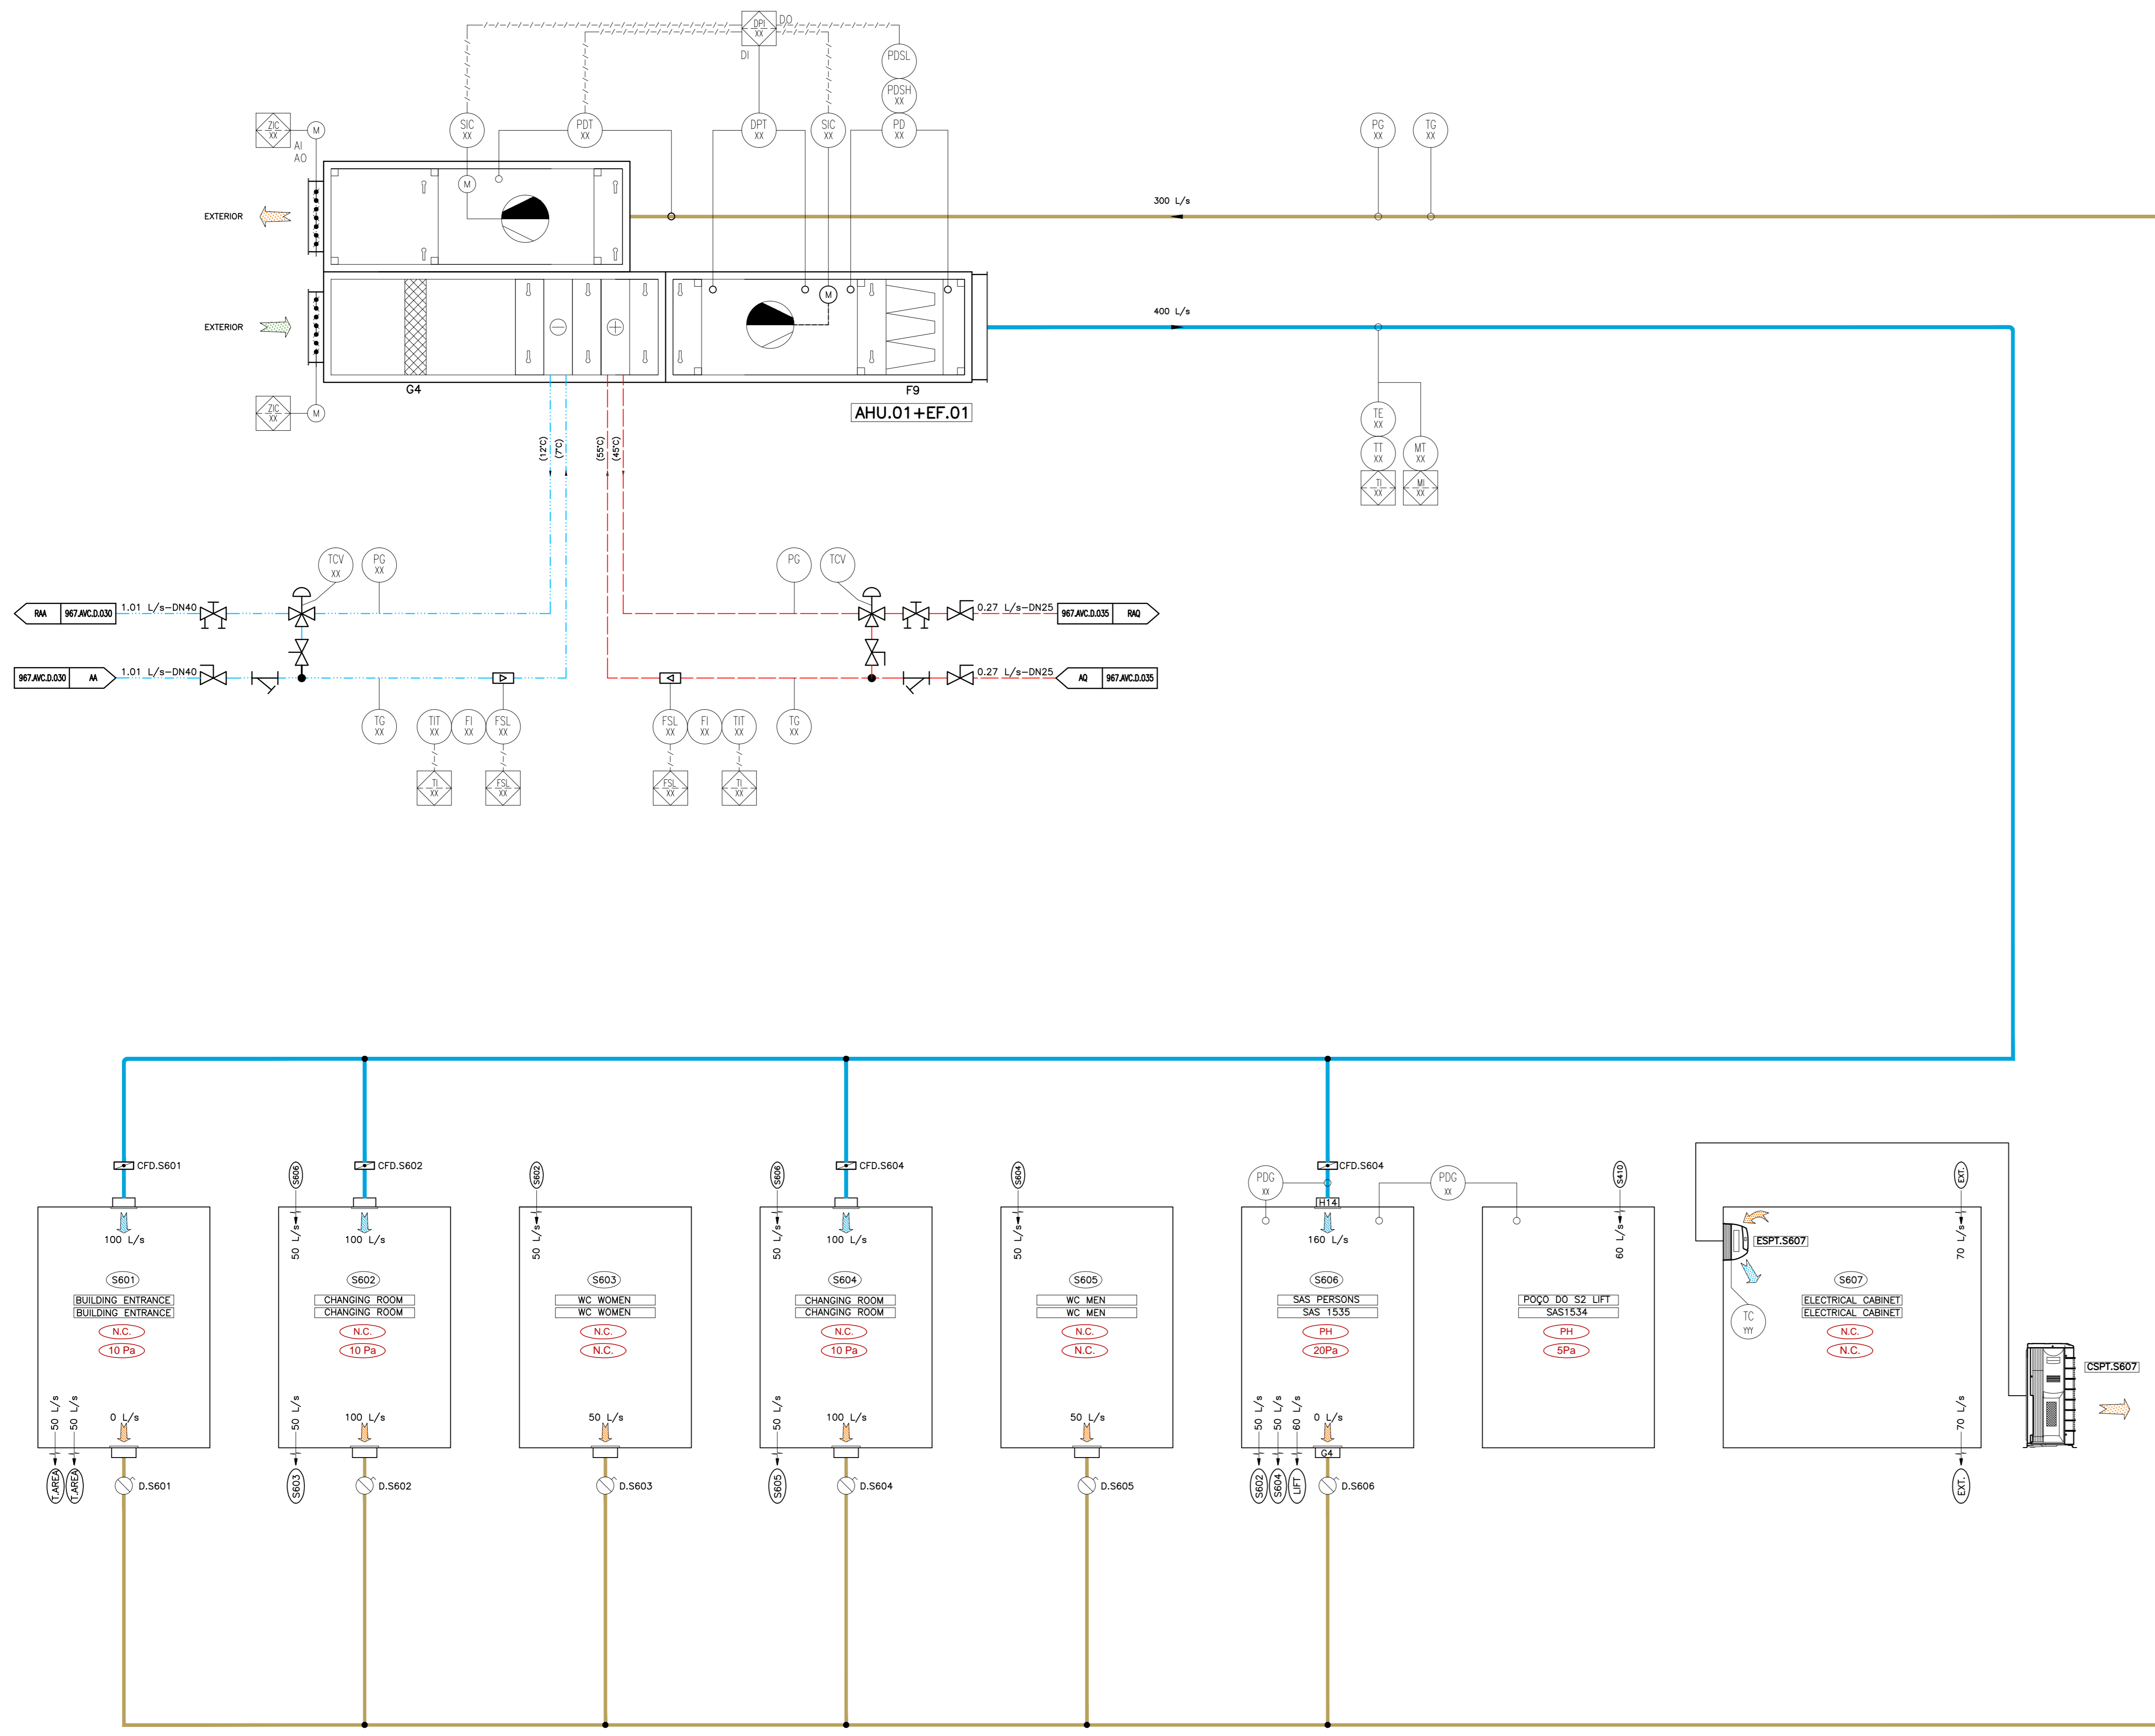 DPI
XX
DO
DI
PDSL
PDSH
XX
ZIC
XX
M
AI
AO
SIC
XX
PDT
XX
DPT
XX
SIC
XX
PD
XX
PG
XX
TG
XX
M
EXTERIOR
300 L/s
M
EXTERIOR
400 L/s
G4
F9
AHU.01+EF.01
ZIC
XX
M
(12°C)
(7°C)
(55°C)
(45°C)
TE
XX
TT
XX
MT
XX
TI
XX
MI
XX
TCV
XX
PG
XX
PG
TCV
RAA 967.AVC.D.030
1.01 L/s-DN40
0.27 L/s-DN25
967.AVC.D.035 RAQ
967.AVC.D.030 AA
1.01 L/s-DN40
0.27 L/s-DN25
AQ 967.AVC.D.035
TG
XX
TIT
XX
FI
XX
FSL
XX
FSL
XX
FI
XX
TIT
XX
TG
XX
TI
XX
FSL
XX
FSL
XX
TI
XX
CFD.S601
100 L/s
S601
BUILDING ENTRANCE
BUILDING ENTRANCE
N.C.
10 Pa
50 L/s
50 L/s
0 L/s
T.AREA
T.AREA
D.S601
S606
CFD.S602
50 L/s
100 L/s
S602
CHANGING ROOM
CHANGING ROOM
N.C.
10 Pa
50 L/s
100 L/s
S603
D.S602
S602
50 L/s
S603
WC WOMEN
WC WOMEN
N.C.
N.C.
50 L/s
D.S603
S606
CFD.S604
50 L/s
100 L/s
S604
CHANGING ROOM
CHANGING ROOM
N.C.
10 Pa
50 L/s
100 L/s
S605
D.S604
S604
50 L/s
S605
WC MEN
WC MEN
N.C.
N.C.
50 L/s
D.S605
CFD.S604
PDG
XX
PDG
XX
H14
160 L/s
S606
SAS PERSONS
SAS 1535
PH
20Pa
50 L/s
50 L/s
60 L/s
0 L/s
G4
S602
S604
LIFT
D.S606
S410
60 L/s
POÇO DO S2 LIFT
SAS1534
PH
5Pa
EXT.
70 L/s
ESPT.S607
TC
YYY
S607
ELECTRICAL CABINET
ELECTRICAL CABINET
N.C.
N.C.
70 L/s
EXT.
CSPT.S607